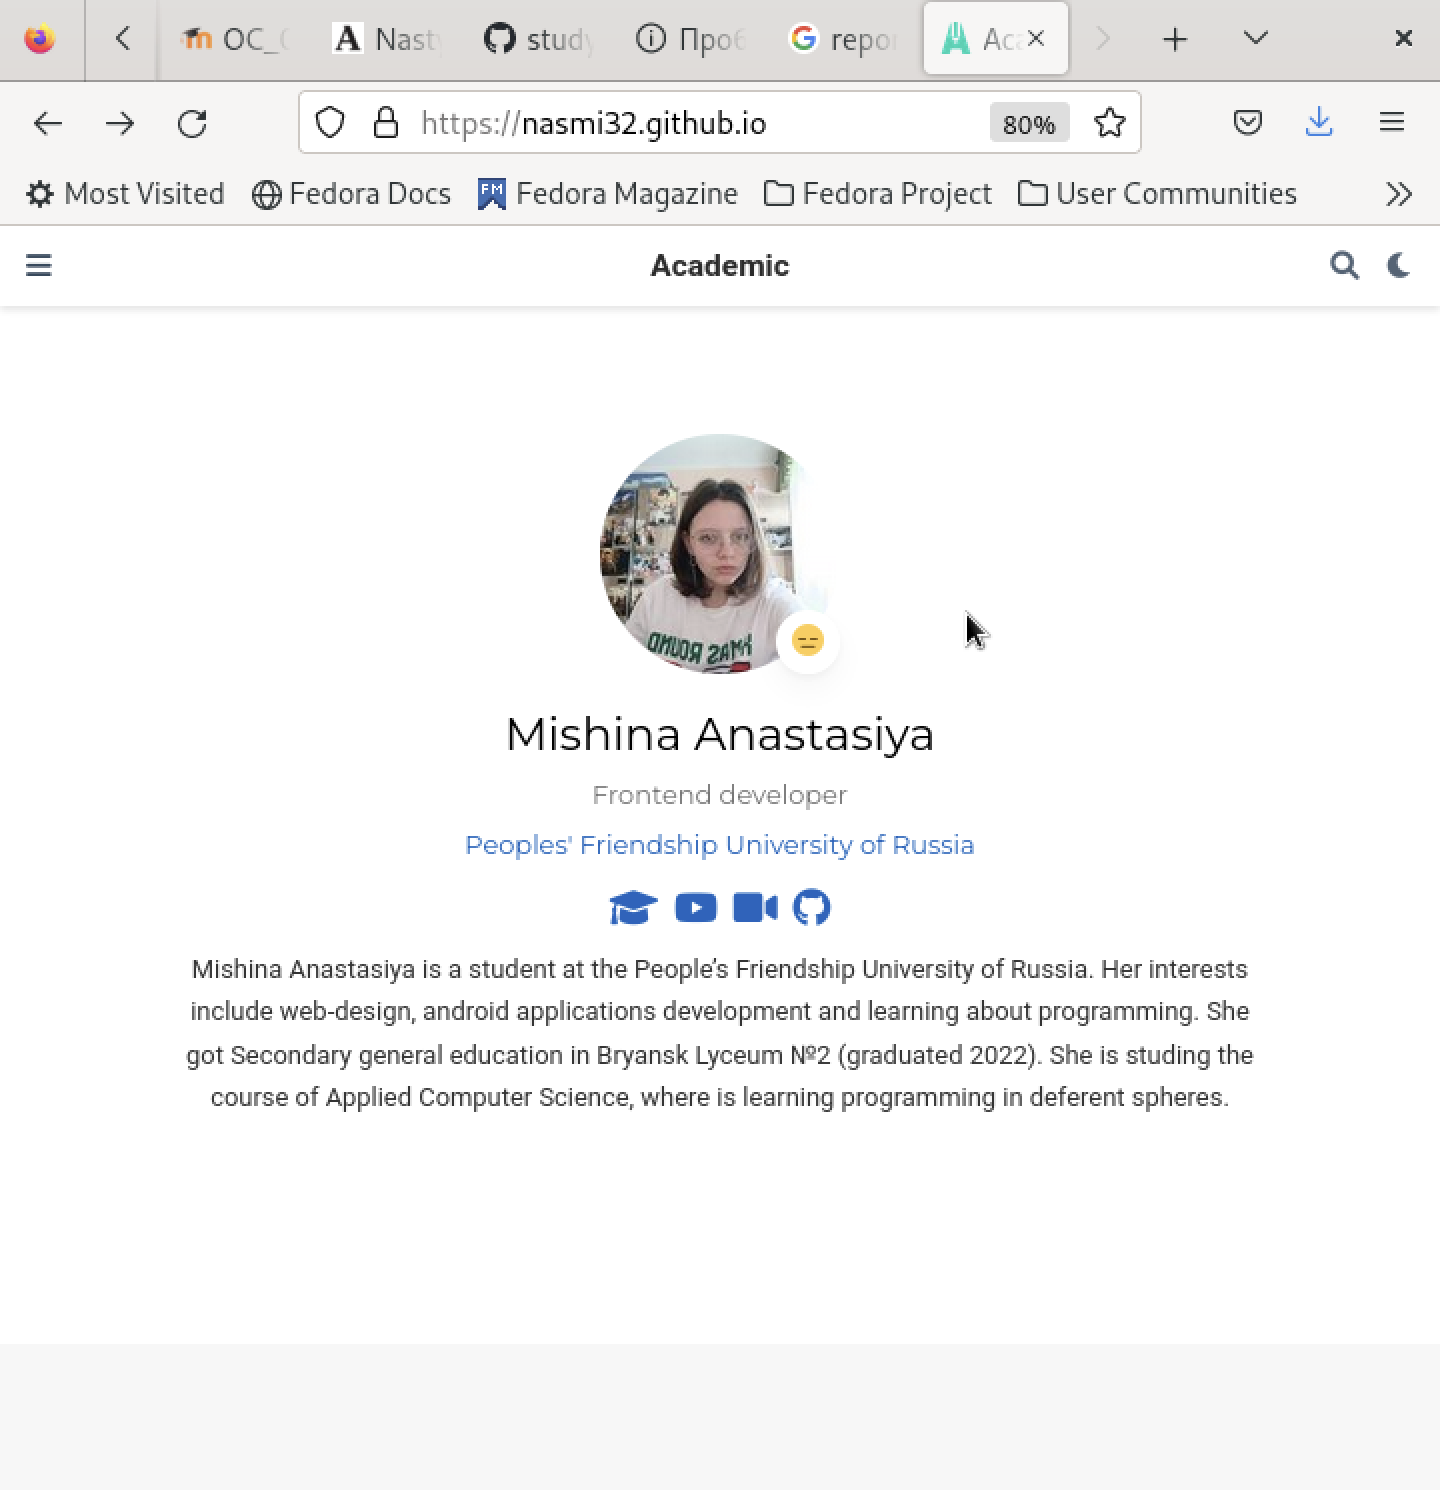 OC_
Nast
study
Проб
repo
Ac
https://nasmi32.github.io
80%
Most Visited
Fedora Docs
FM
Fedora Magazine
Fedora Project
User Communities
Academic
Mishina Anastasiya
Frontend developer
Peoples' Friendship University of Russia
Mishina Anastasiya is a student at the People’s Friendship University of Russia. Her interests
include web-design, android applications development and learning about programming. She
got Secondary general education in Bryansk Lyceum №2 (graduated 2022). She is studing the
course of Applied Computer Science, where is learning programming in deferent spheres.